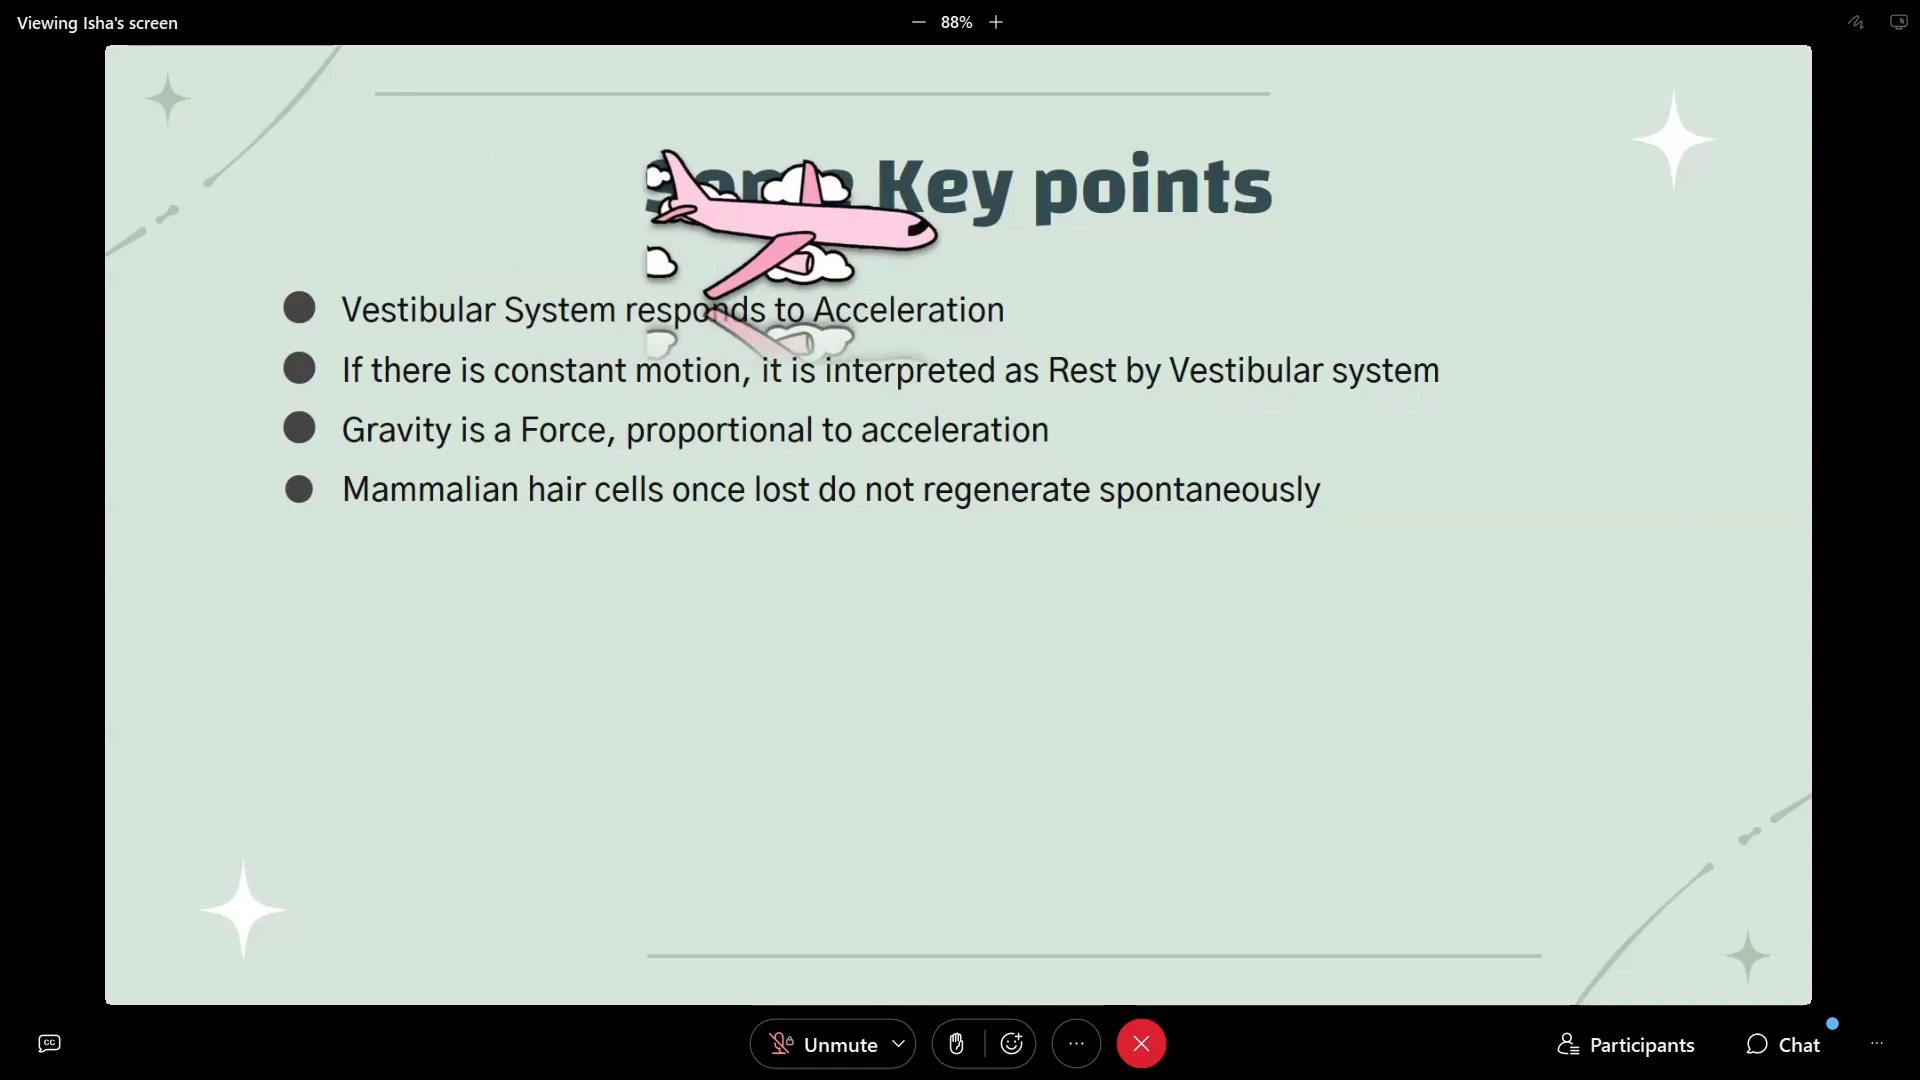 Viewing Isha's screen
88%
Some Key points
Vestibular System responds to Acceleration
If there is constant motion, it is interpreted as Rest by Vestibular system
Gravity is a Force, proportional to acceleration
Mammalian hair cells once lost do not regenerate spontaneously
CC
Unmute
Participants
Chat